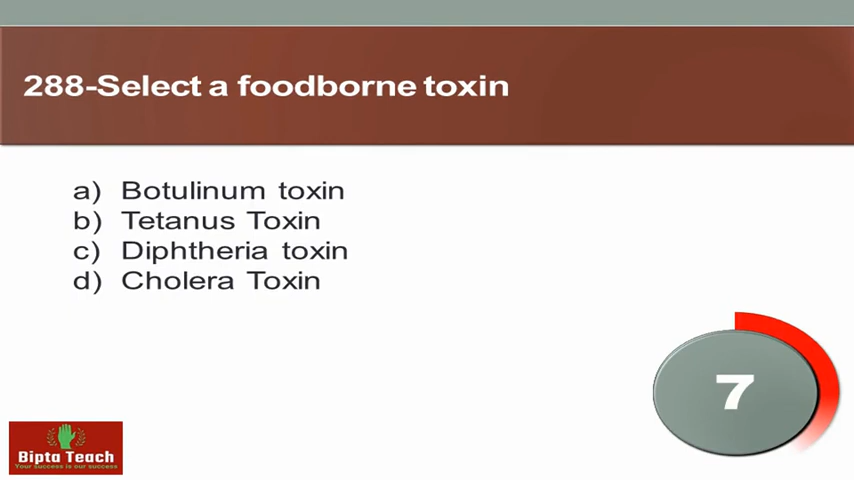 288-Select a foodborne toxin
a) Botulinum toxin
b) Tetanus Toxin
c) Diphtheria toxin
d) Cholera Toxin
7
Bipta Teach
Your success is our success